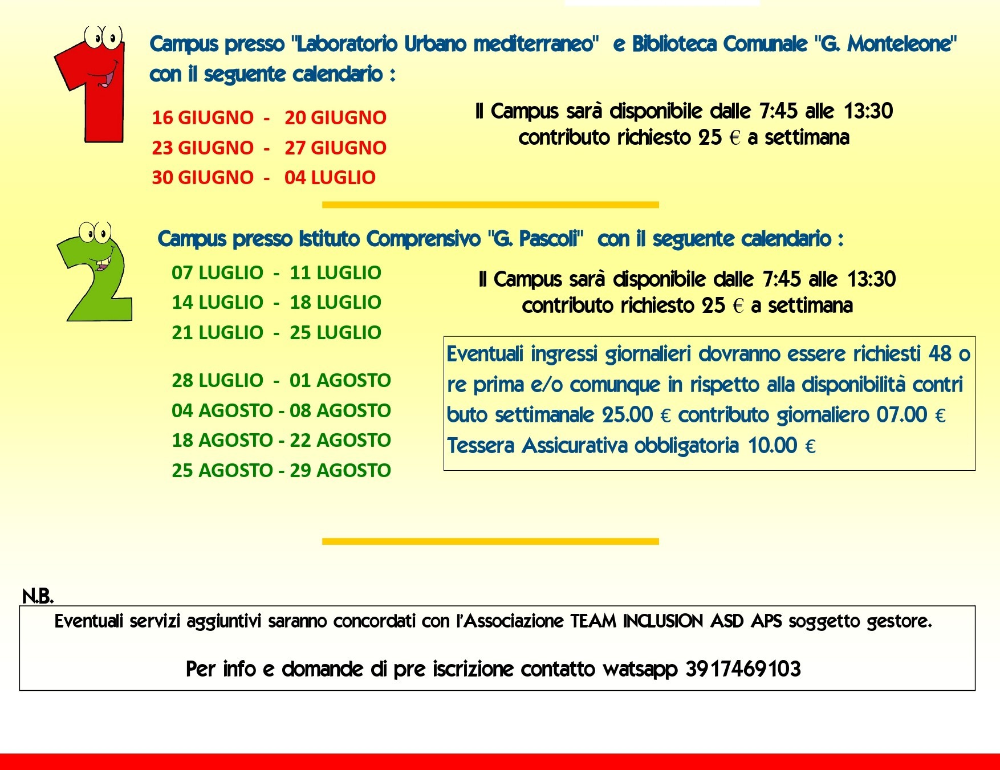 1
Campus presso "Laboratorio Urbano mediterraneo" e Biblioteca Comunale "G. Monteleone"
con il seguente calendario :
16 GIUGNO - 20 GIUGNO
23 GIUGNO - 27 GIUGNO
30 GIUGNO - 04 LUGLIO
Il Campus sarà disponibile dalle 7:45 alle 13:30
contributo richiesto 25 € a settimana
2
Campus presso Istituto Comprensivo "G. Pascoli" con il seguente calendario :
07 LUGLIO - 11 LUGLIO
14 LUGLIO - 18 LUGLIO
21 LUGLIO - 25 LUGLIO
28 LUGLIO - 01 AGOSTO
04 AGOSTO - 08 AGOSTO
18 AGOSTO - 22 AGOSTO
25 AGOSTO - 29 AGOSTO
Il Campus sarà disponibile dalle 7:45 alle 13:30
contributo richiesto 25 € a settimana
Eventuali ingressi giornalieri dovranno essere richiesti 48 o
re prima e/o comunque in rispetto alla disponibilità contri
buto settimanale 25.00 € contributo giornaliero 07.00 €
Tessera Assicurativa obbligatoria 10.00 €
N.B.
Eventuali servizi aggiuntivi saranno concordati con l'Associazione TEAM INCLUSION ASD APS soggetto gestore.
Per info e domande di pre iscrizione contatto watsapp 3917469103